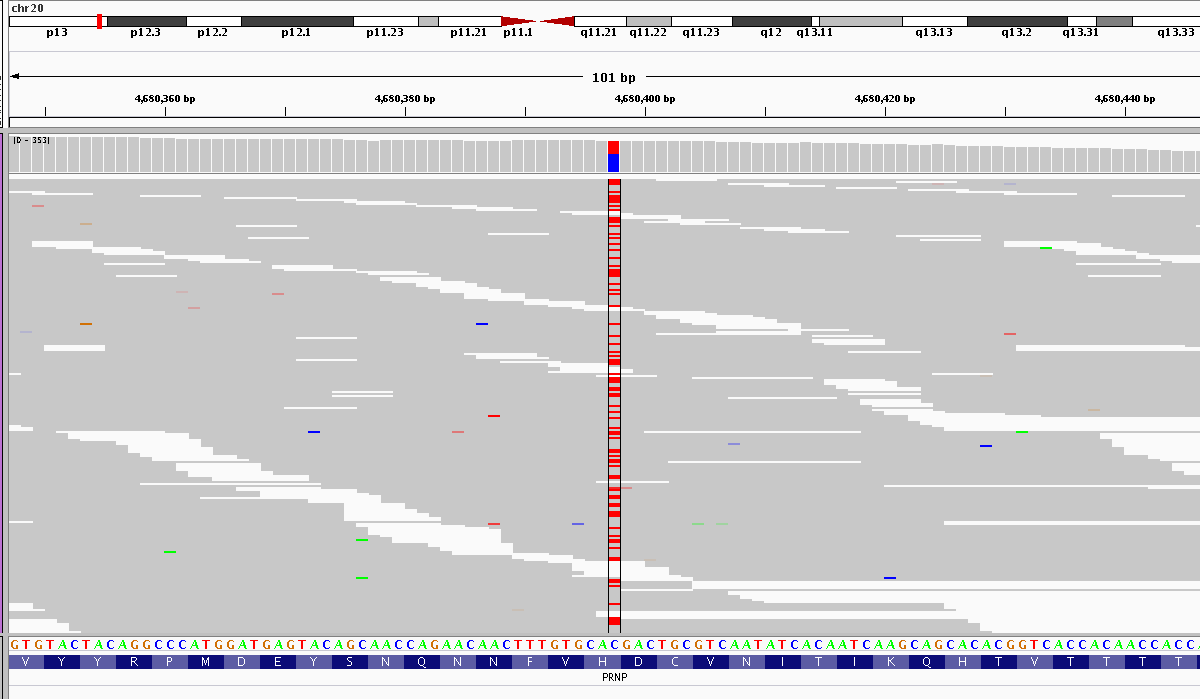 chr20
p13 p12.3 p12.2 p12.1 p11.23 p11.21 p11.1 q11.21 q11.22 q11.23 q12 q13.11 q13.13 q13.2 q13.31 q13.33
101 bp
4,680,360 bp 4,680,380 bp 4,680,400 bp 4,680,420 bp 4,680,440 bp
[0 - 353]
GTGTACTACAGGCCCATGGATGAGTACAGCAACCAGAACAACTTTGTGCACGACTGCGTCAATATCACAATCAAGCAGCACACGGTCACCACAACCACC
V Y Y R P M D E Y S N Q N N F V H D C V N I T I K Q H T V T T T T
PRNP